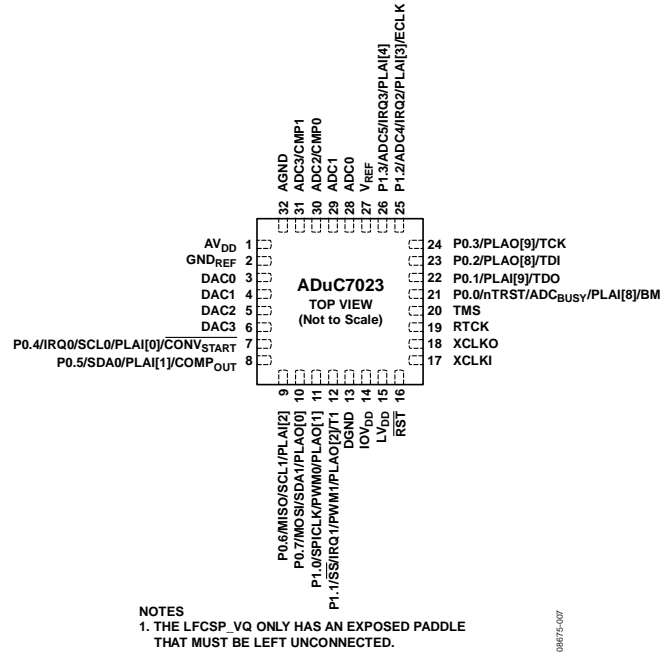 32 AGND
31 ADC3/CMP1
30 ADC2/CMP0
29 ADC1
28 ADC0
27 VREF
26 P1.3/ADC5/IRQ3/PLAI[4]
25 P1.2/ADC4/IRQ2/PLAI[3]/ECLK
AVDD 1
GNDREF 2
DAC0 3
DAC1 4
DAC2 5
DAC3 6
P0.4/IRQ0/SCL0/PLAI[0]/CONVSTART 7
P0.5/SDA0/PLAI[1]/COMPOUT 8
ADuC7023
TOP VIEW
(Not to Scale)
24 P0.3/PLAO[9]/TCK
23 P0.2/PLAO[8]/TDI
22 P0.1/PLAI[9]/TDO
21 P0.0/nTRST/ADCBUSY/PLAI[8]/BM
20 TMS
19 RTCK
18 XCLKO
17 XCLKI
P0.6/MISO/SCL1/PLAI[2] 9
P0.7/MOSI/SDA1/PLAO[0] 10
P1.0/SPICLK/PWM0/PLAO[1] 11
P1.1/SS/IRQ1/PWM1/PLAO[2]/T1 12
DGND 13
IOVDD 14
LVDD 15
RST 16
NOTES
1. THE LFCSP_VQ ONLY HAS AN EXPOSED PADDLE
THAT MUST BE LEFT UNCONNECTED.
08675-007